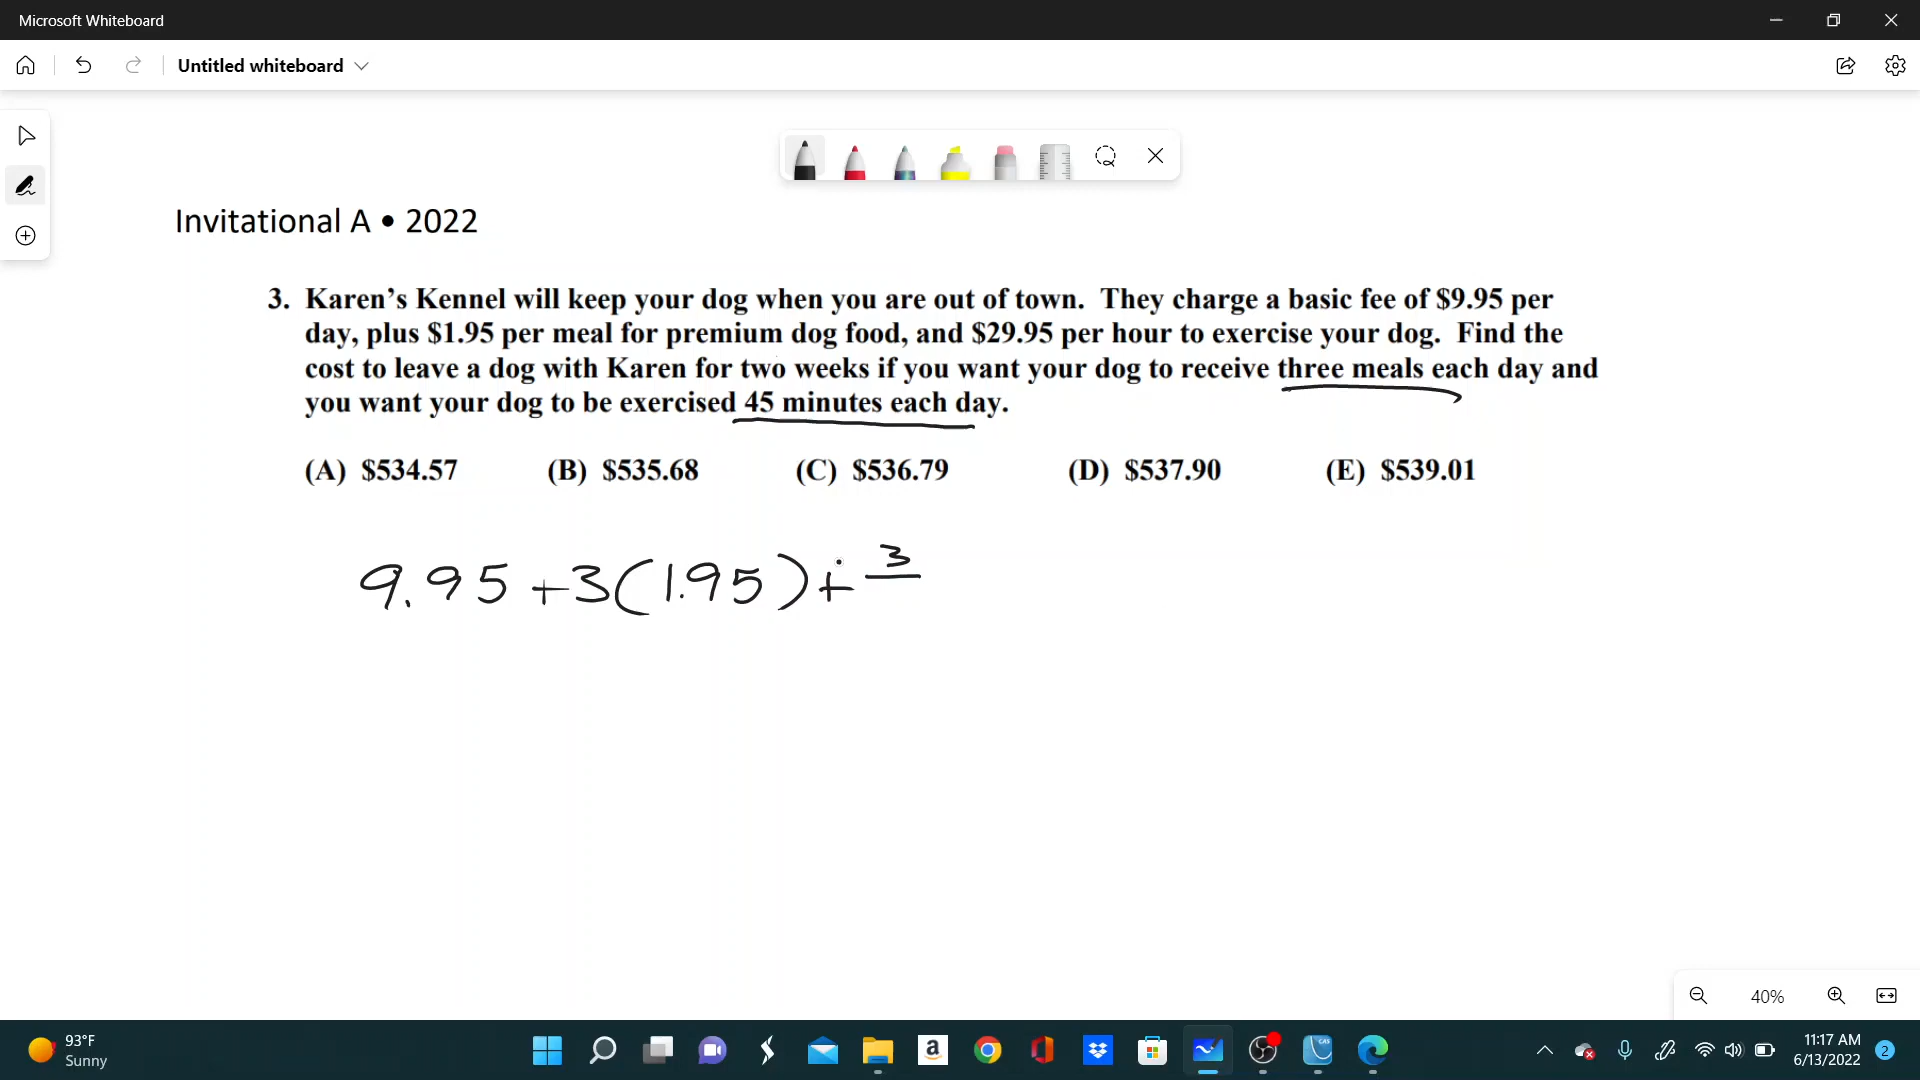 Microsoft Whiteboard
Untitled whiteboard
Invitational A • 2022
3. Karen’s Kennel will keep your dog when you are out of town. They charge a basic fee of $9.95 per
day, plus $1.95 per meal for premium dog food, and $29.95 per hour to exercise your dog. Find the
cost to leave a dog with Karen for two weeks if you want your dog to receive three meals each day and
you want your dog to be exercised 45 minutes each day.
(A) $534.57 (B) $535.68 (C) $536.79 (D) $537.90 (E) $539.01
9.95 +3(1.95)+ 3
40%
93°F
Sunny
a
CAS
11:17 AM
6/13/2022
2